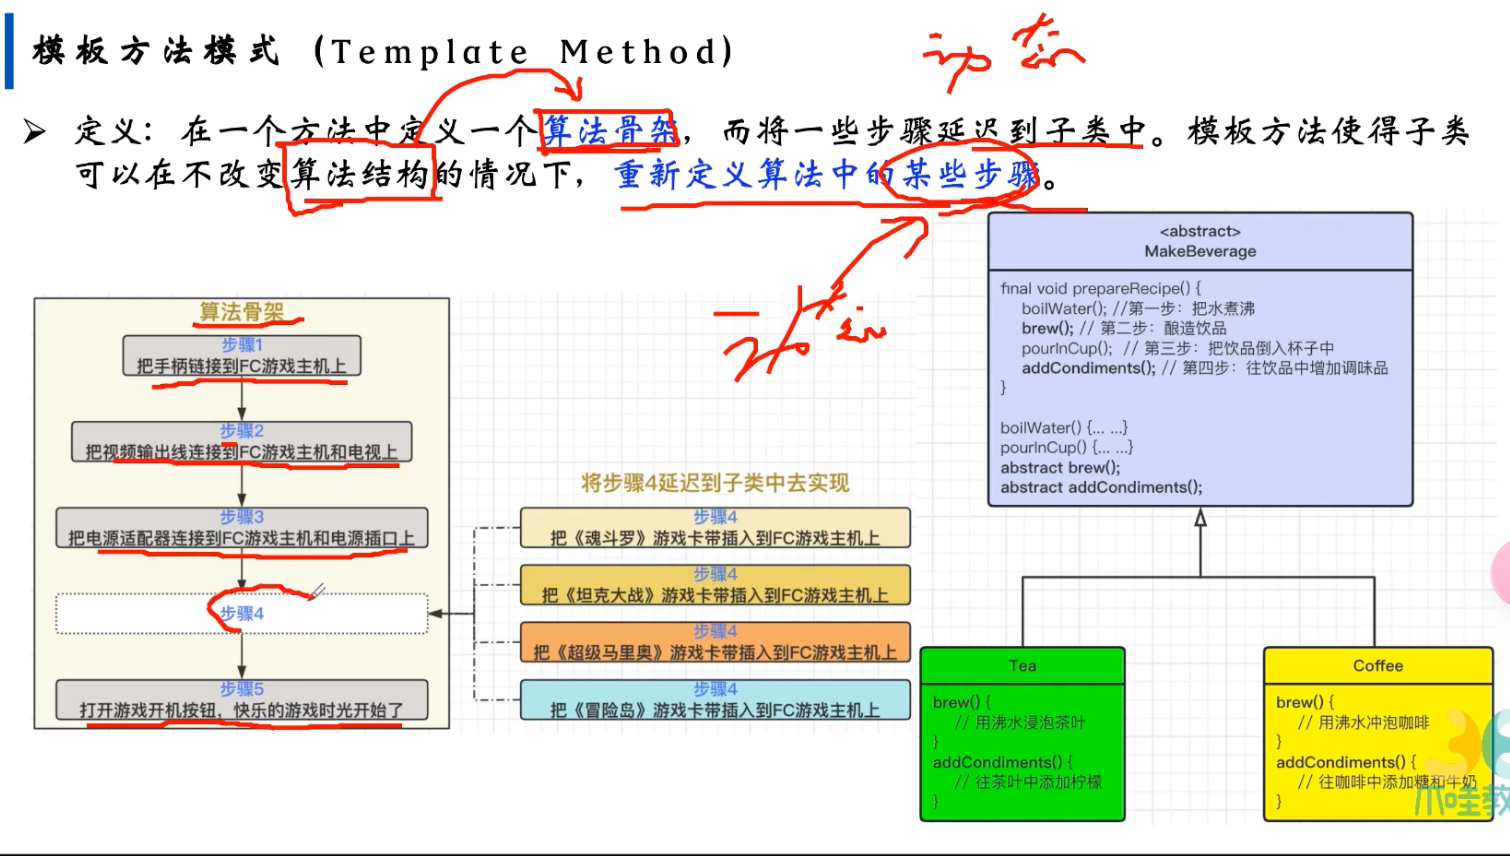 模板方法模式 (Template Method)
动态
➢ 定义: 在一个方法中定义一个算法骨架，而将一些步骤延迟到子类中。模板方法使得子类
可以在不改变算法结构的情况下，重新定义算法中的某些步骤。
算法骨架
步骤1
把手柄链接到FC游戏主机上
步骤2
把视频输出线连接到FC游戏主机和电视上
步骤3
把电源适配器连接到FC游戏主机和电源插口上
步骤4
步骤5
打开游戏开机按钮，快乐的游戏时光开始了
将步骤4延迟到子类中去实现
步骤4
把《魂斗罗》游戏卡带插入到FC游戏主机上
步骤4
把《坦克大战》游戏卡带插入到FC游戏主机上
步骤4
把《超级马里奥》游戏卡带插入到FC游戏主机上
步骤4
把《冒险岛》游戏卡带插入到FC游戏主机上
<abstract>
MakeBeverage
final void prepareRecipe() {
boilWater(); //第一步：把水煮沸
brew(); // 第二步：酿造饮品
pourInCup(); // 第三步：把饮品倒入杯子中
addCondiments(); // 第四步：往饮品中增加调味品
}
boilWater() {... ...}
pourInCup() {... ...}
abstract brew();
abstract addCondiments();
Tea
brew() {
// 用沸水浸泡茶叶
}
addCondiments() {
// 往茶叶中添加柠檬
}
Coffee
brew() {
// 用沸水冲泡咖啡
}
addCondiments() {
// 往咖啡中添加糖和牛奶
}